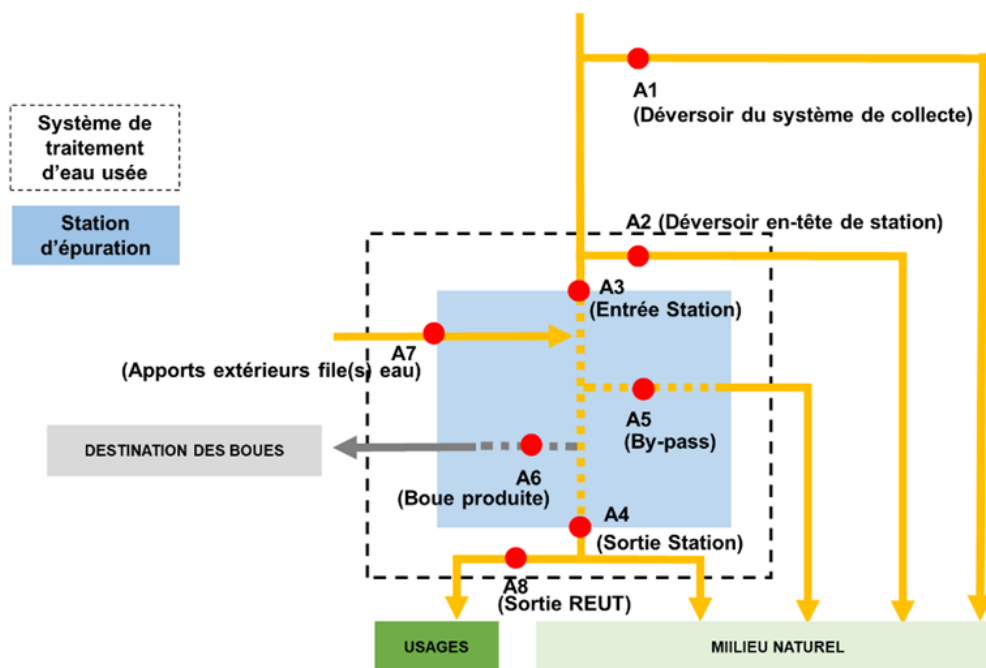 A1
(Déversoir du système de collecte)
Système de
traitement
d'eau usée
Station
d'épuration
A2 (Déversoir en-tête de station)
A3
(Entrée Station)
A7
(Apports extérieurs file(s) eau)
A5
(By-pass)
DESTINATION DES BOUES
A6
(Boue produite)
A4
(Sortie Station)
A8
(Sortie REUT)
USAGES
MIILIEU NATUREL